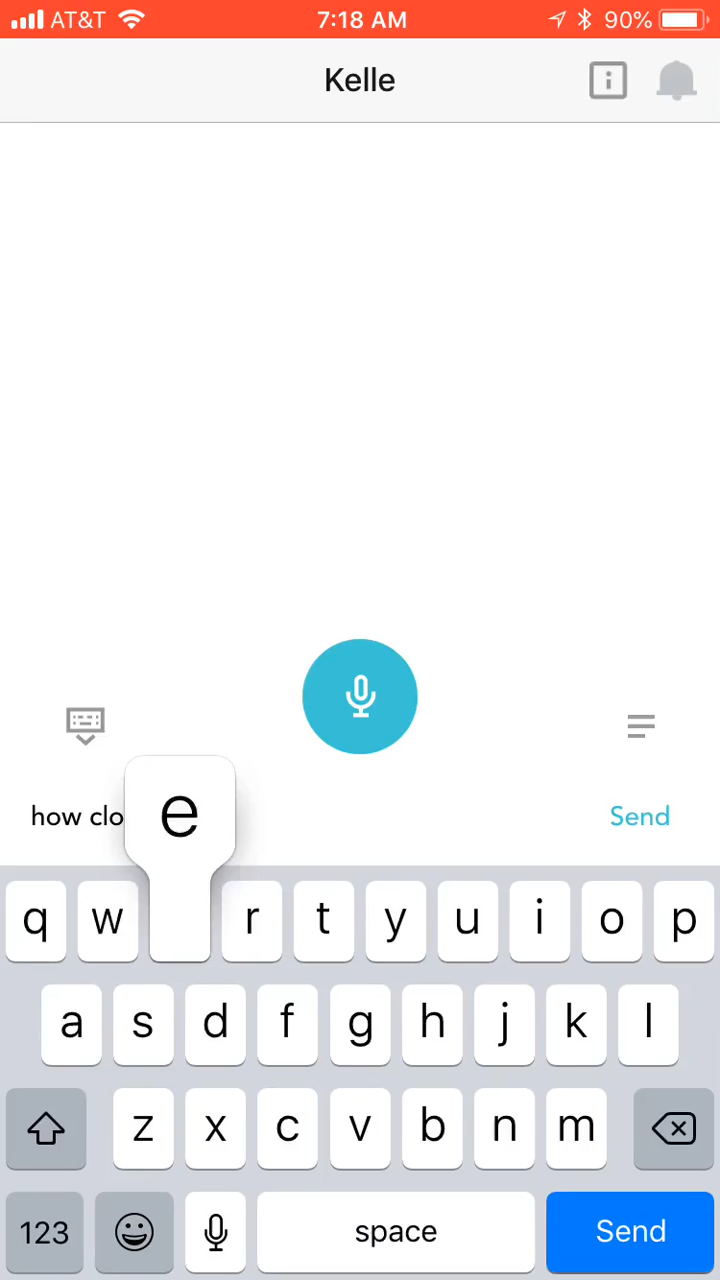 AT&T 7:18 AM 90%
Kelle
how clo
e
Send
q w r t y u i o p
a s d f g h j k l
z x c v b n m
123 space Send